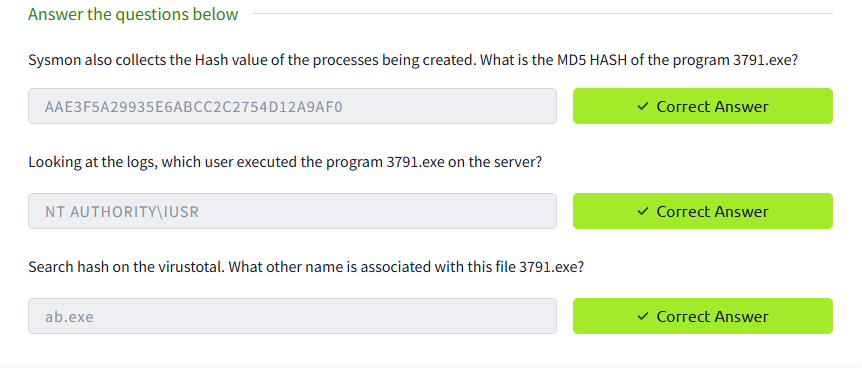 Answer the questions below
Sysmon also collects the Hash value of the processes being created. What is the MD5 HASH of the program 3791.exe?
AAE3F5A29935E6ABCC2C2754D12A9AF0
Correct Answer
Looking at the logs, which user executed the program 3791.exe on the server?
NT AUTHORITY\IUSR
Correct Answer
Search hash on the virustotal. What other name is associated with this file 3791.exe?
ab.exe
Correct Answer